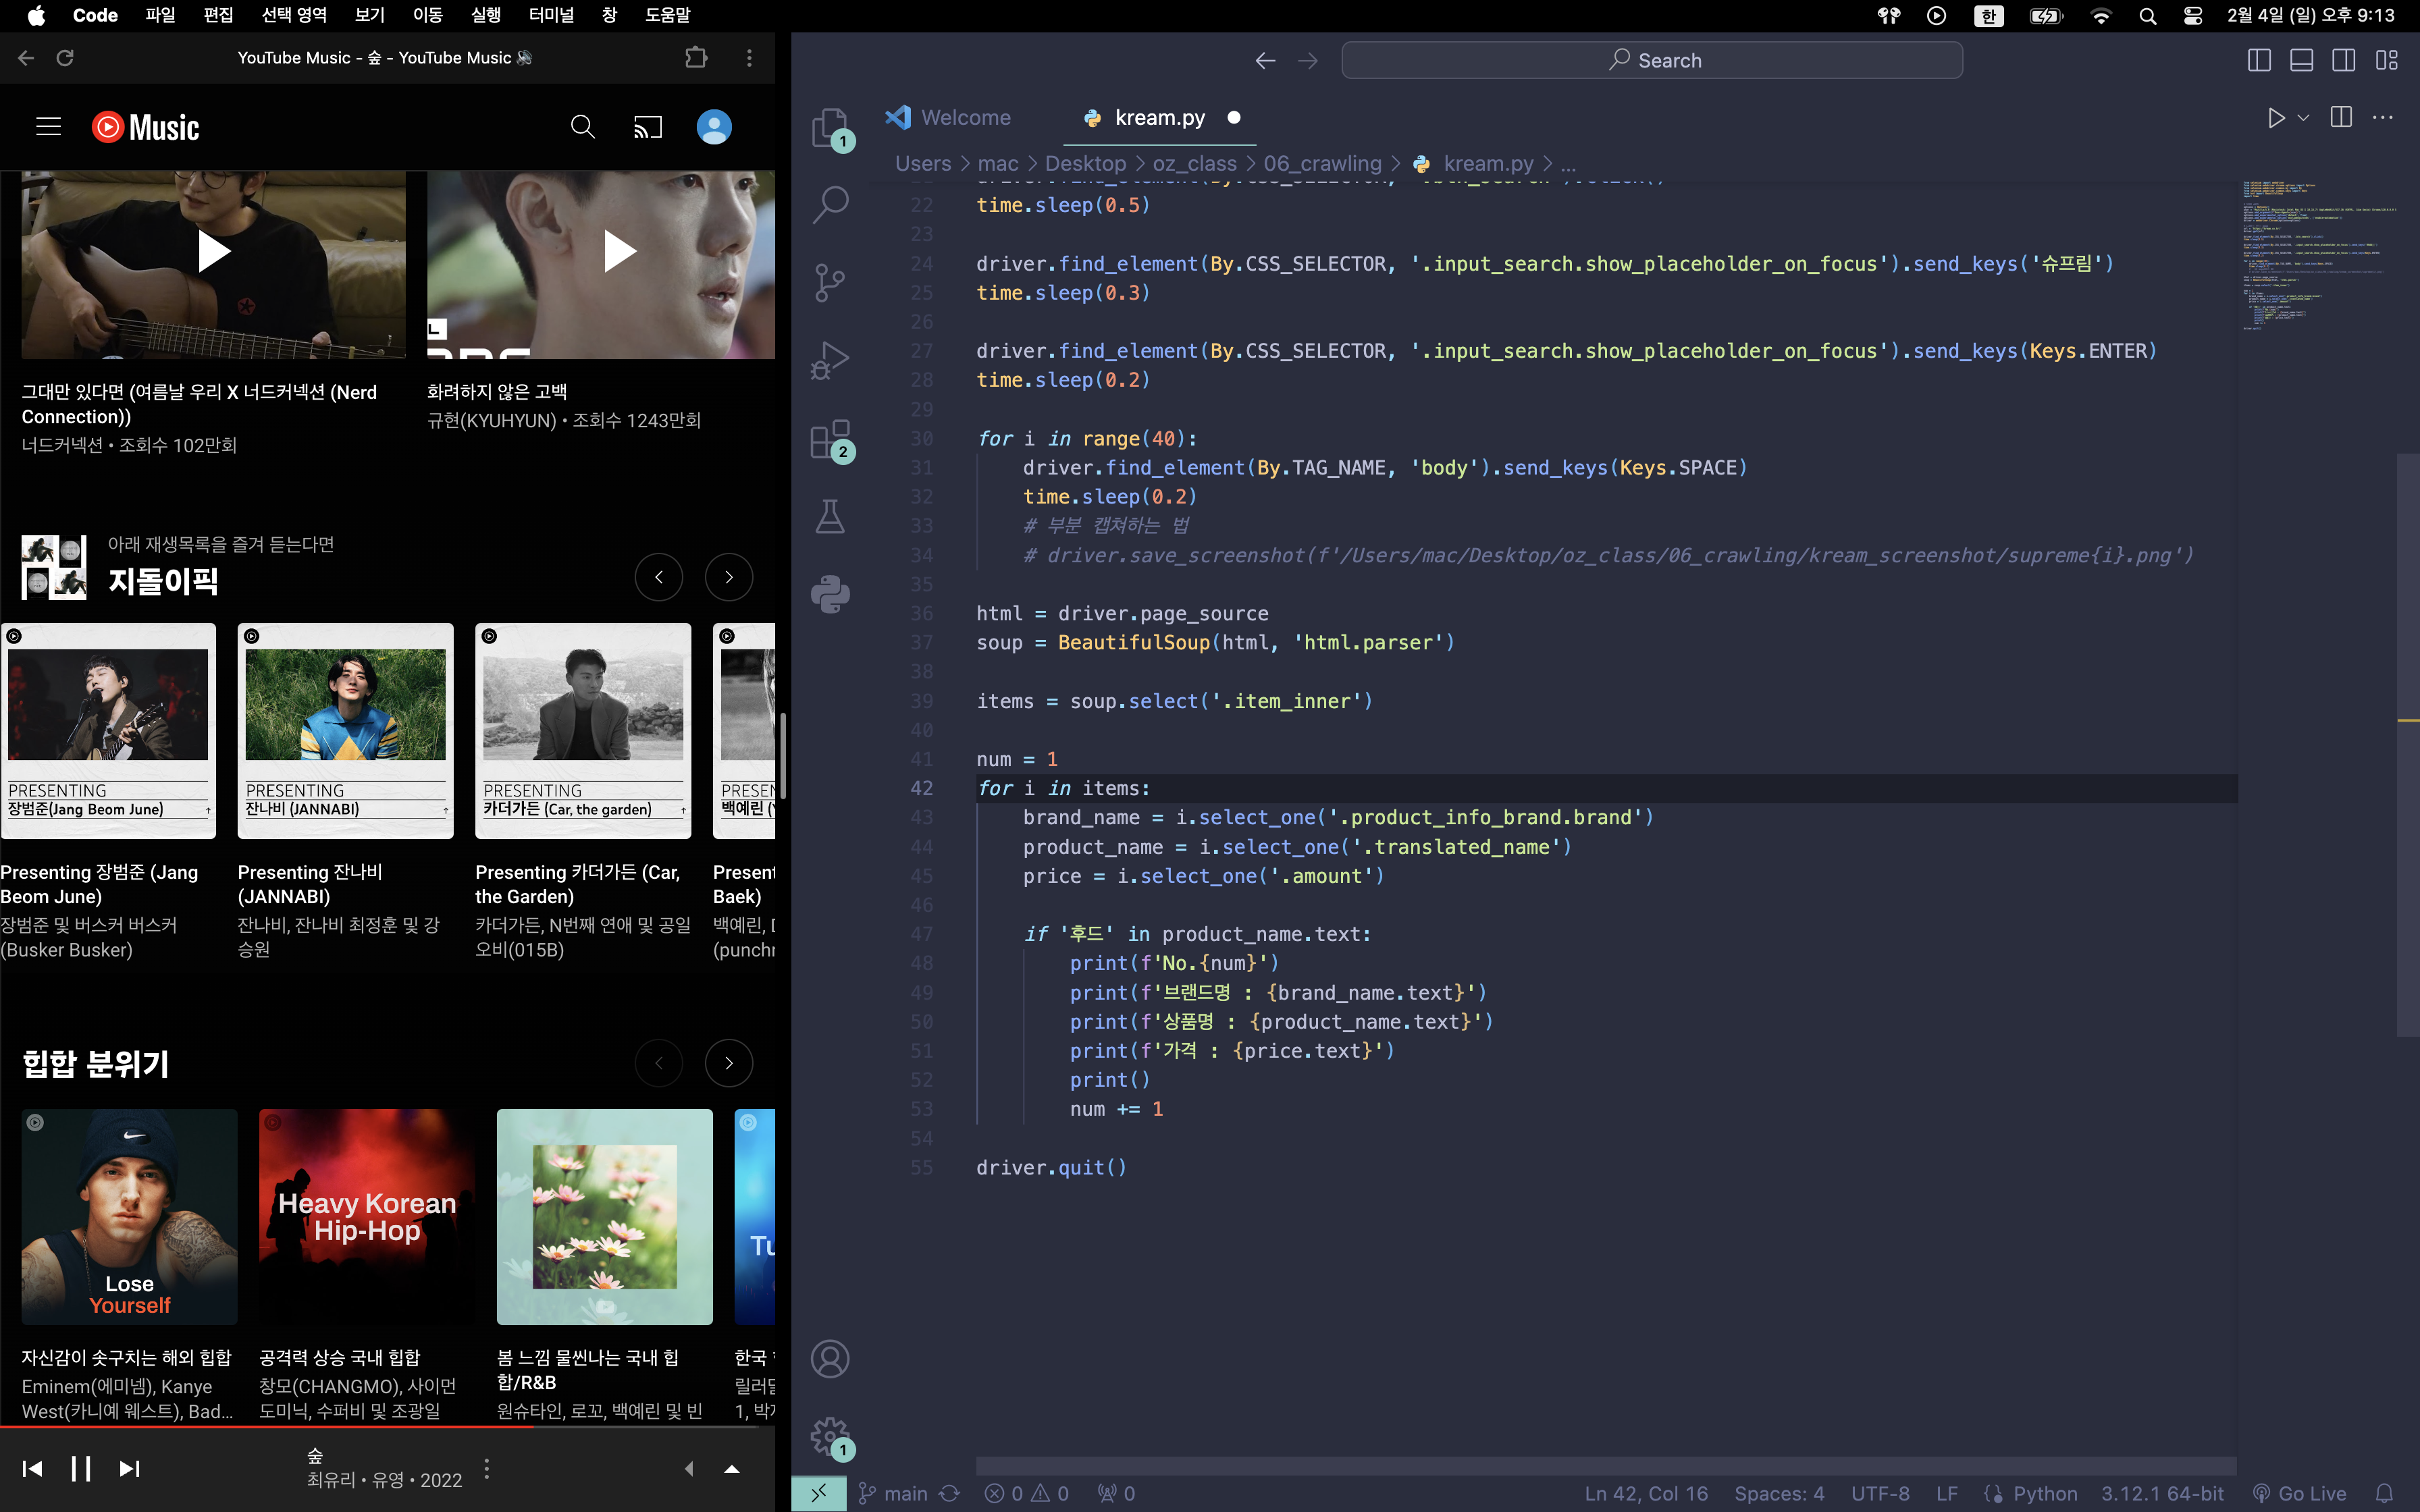 Code 파일 편집 선택 영역 보기 이동 실행 터미널 창 도움말
한 2월 4일 (일) 오후 9:13
YouTube Music - 숲 - YouTube Music
Music
그대만 있다면 (여름날 우리 X 너드커넥션 (Nerd
Connection))
너드커넥션 • 조회수 102만회
화려하지 않은 고백
규현(KYUHYUN) • 조회수 1243만회
아래 재생목록을 즐겨 듣는다면
지돌이픽
PRESENTING
장범준(Jang Beom June)
PRESENTING
잔나비 (JANNABI)
PRESENTING
카더가든 (Car, the garden)
백예린
Presenting 장범준 (Jang
Beom June)
장범준 및 버스커 버스커
(Busker Busker)
Presenting 잔나비
(JANNABI)
잔나비, 잔나비 최정훈 및 강
승원
Presenting 카더가든 (Car,
the Garden)
카더가든, N번째 연애 및 공일
오비(015B)
Baek)
백예린,
힙합 분위기
Lose
Yourself
Heavy Korean
Hip-Hop
자신감이 솟구치는 해외 힙합
Eminem(에미넴), Kanye
West(카니예 웨스트), Bad...
공격력 상승 국내 힙합
창모(CHANGMO), 사이먼
도미닉, 수퍼비 및 조광일
봄 느낌 물씬나는 국내 힙
합/R&B
원슈타인, 로꼬, 백예린 및 빈
한국
숲
최유리 • 유영 • 2022
Search
Welcome
kream.py
Users > mac > Desktop > oz_class > 06_crawling > kream.py > ...
22 time.sleep(0.5)
23
24 driver.find_element(By.CSS_SELECTOR, '.input_search.show_placeholder_on_focus').send_keys('슈프림')
25 time.sleep(0.3)
26
27 driver.find_element(By.CSS_SELECTOR, '.input_search.show_placeholder_on_focus').send_keys(Keys.ENTER)
28 time.sleep(0.2)
29
30 for i in range(40):
31 driver.find_element(By.TAG_NAME, 'body').send_keys(Keys.SPACE)
32 time.sleep(0.2)
33 # 부분 캡쳐하는 법
34 # driver.save_screenshot(f'/Users/mac/Desktop/oz_class/06_crawling/kream_screenshot/supreme{i}.png')
35
36 html = driver.page_source
37 soup = BeautifulSoup(html, 'html.parser')
38
39 items = soup.select('.item_inner')
40
41 num = 1
42 for i in items:
43 brand_name = i.select_one('.product_info_brand.brand')
44 product_name = i.select_one('.translated_name')
45 price = i.select_one('.amount')
46
47 if '후드' in product_name.text:
48 print(f'No.{num}')
49 print(f'브랜드명 : {brand_name.text}')
50 print(f'상품명 : {product_name.text}')
51 print(f'가격 : {price.text}')
52 print()
53 num += 1
54
55 driver.quit()
1
2
1
main 0 0 0
Ln 42, Col 16 Spaces: 4 UTF-8 LF Python 3.12.1 64-bit Go Live